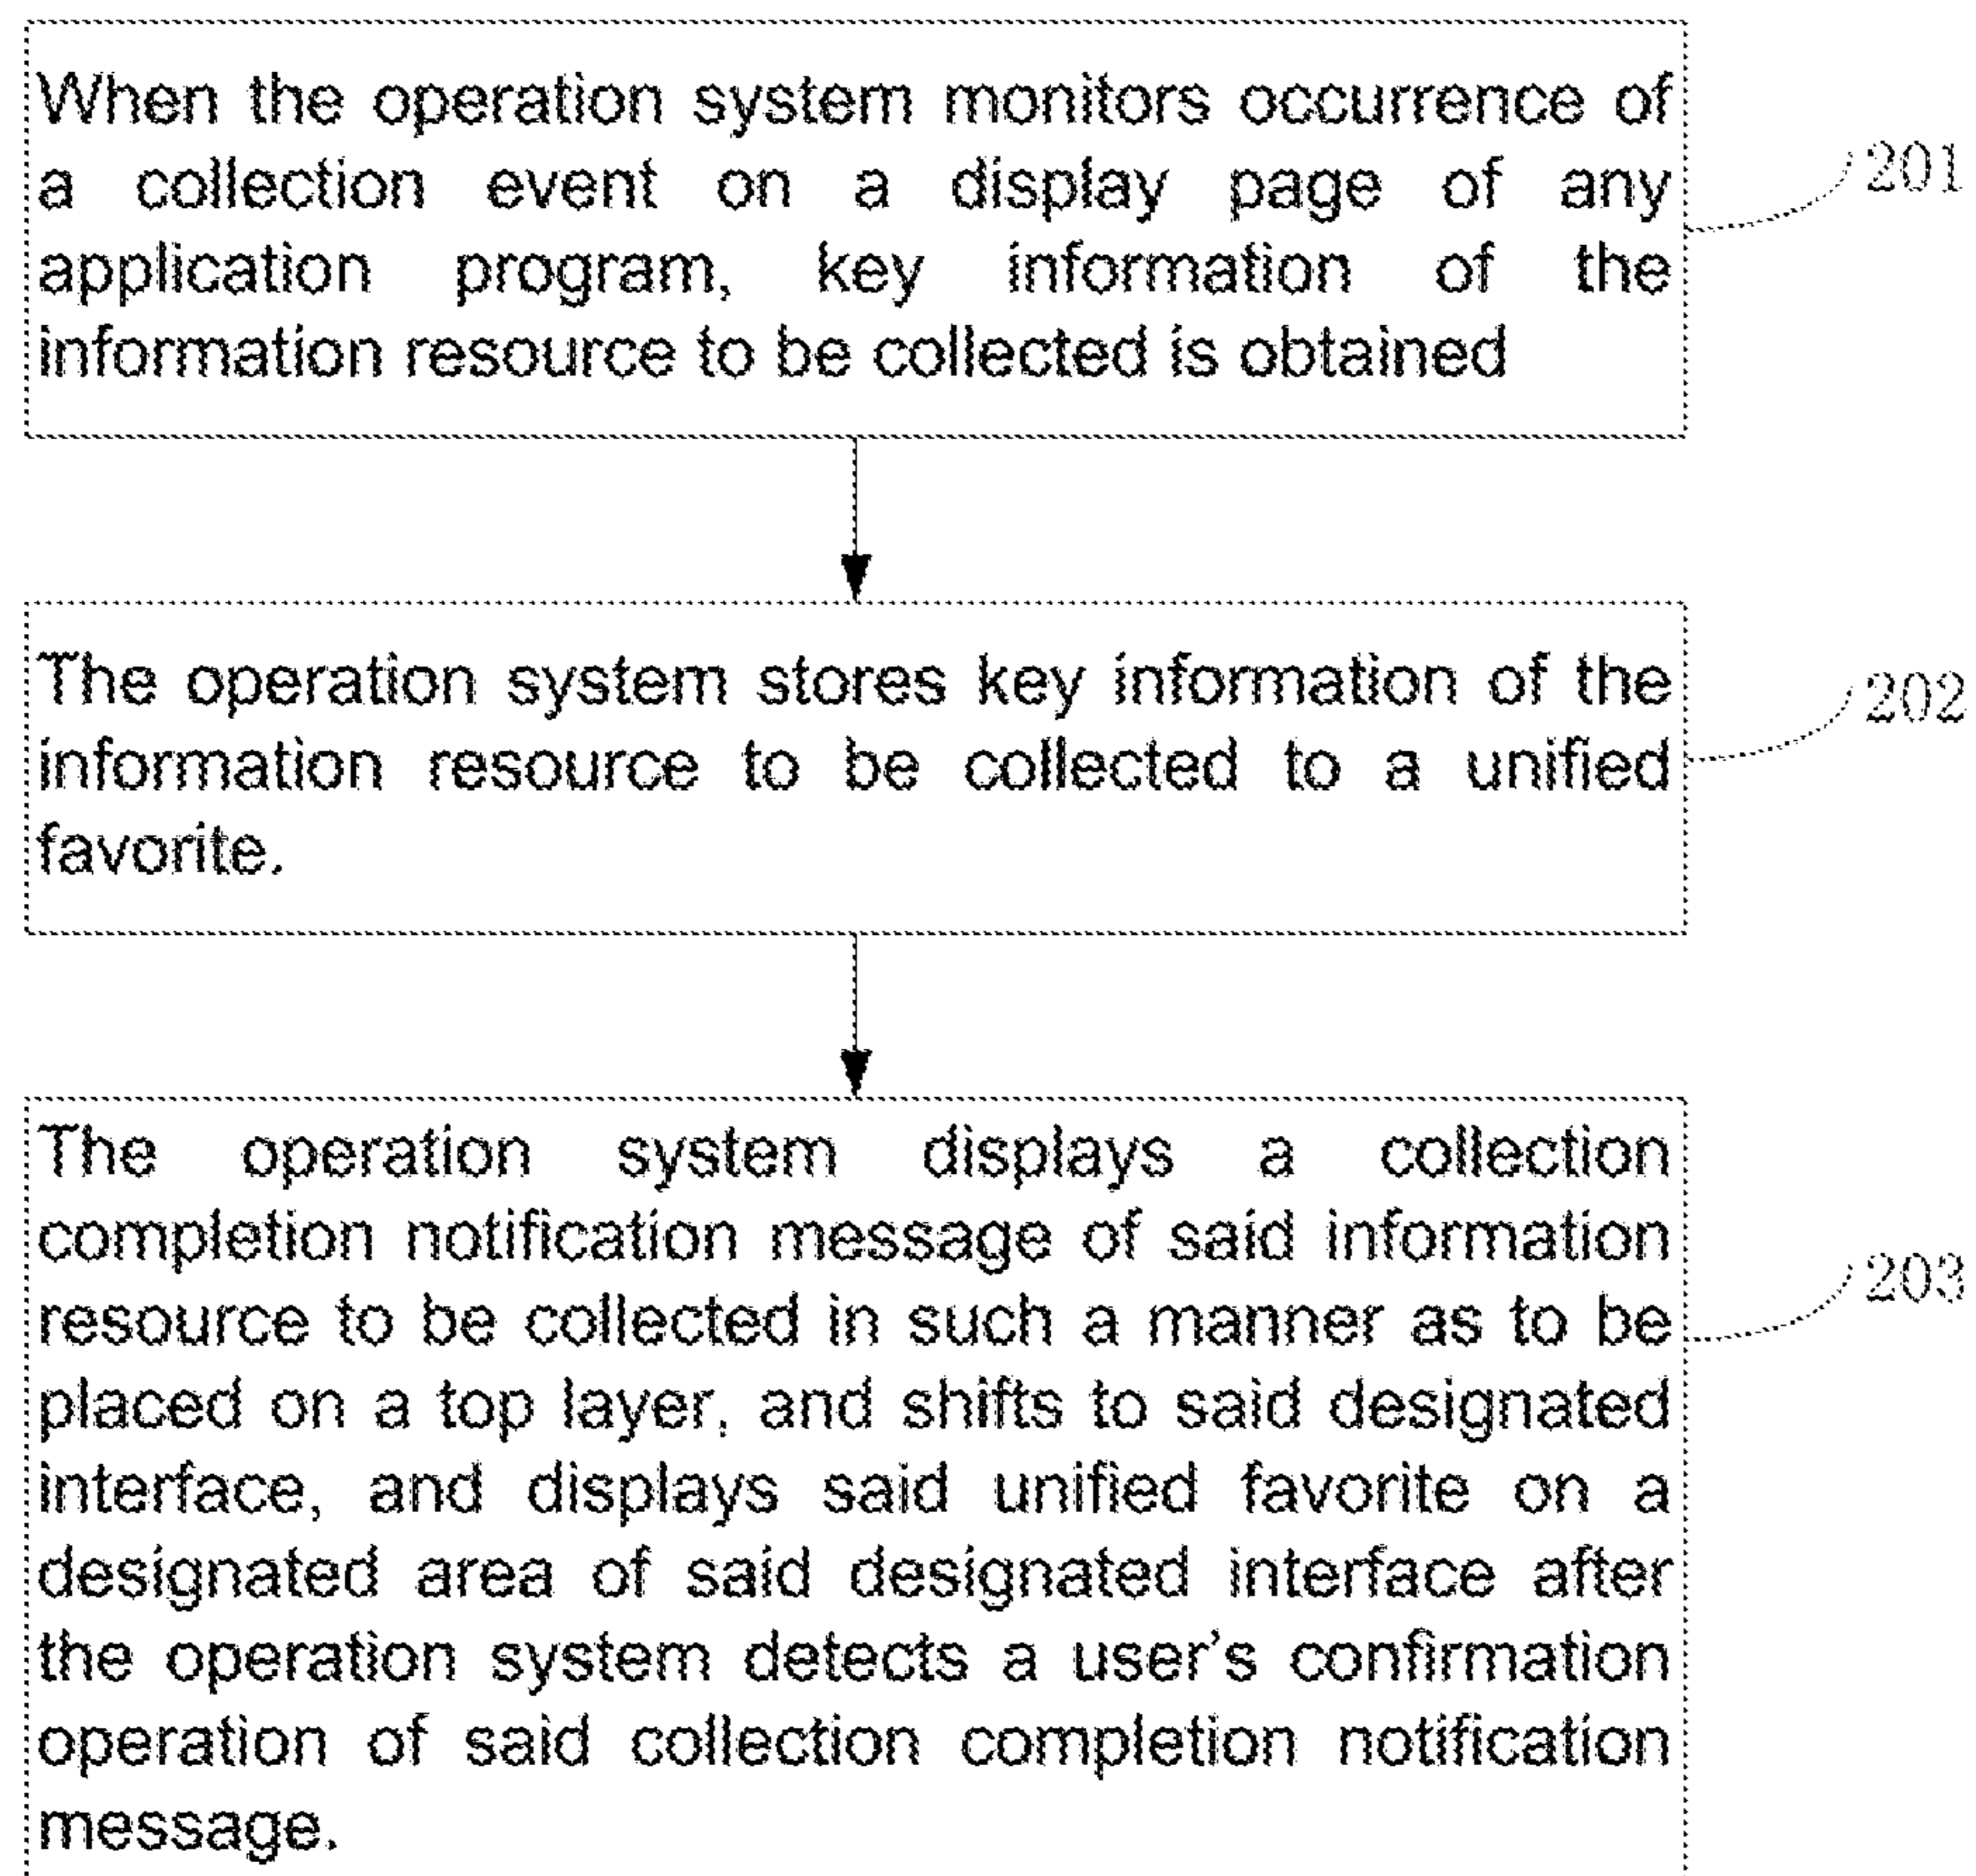 When the operation system monitors occurrence of
a collection event on a display page of any
application program, key information of the
information resource to be collected is obtained
201
The operation system stores key information of the
information resource to be collected to a unified
favorite.
202
The operation system displays a collection
completion notification message of said information
resource to be collected in such a manner as to be
placed on a top layer, and shifts to said designated
interface, and displays said unified favorite on a
designated area of said designated interface after
the operation system detects a user's confirmation
operation of said collection completion notification
message.
203